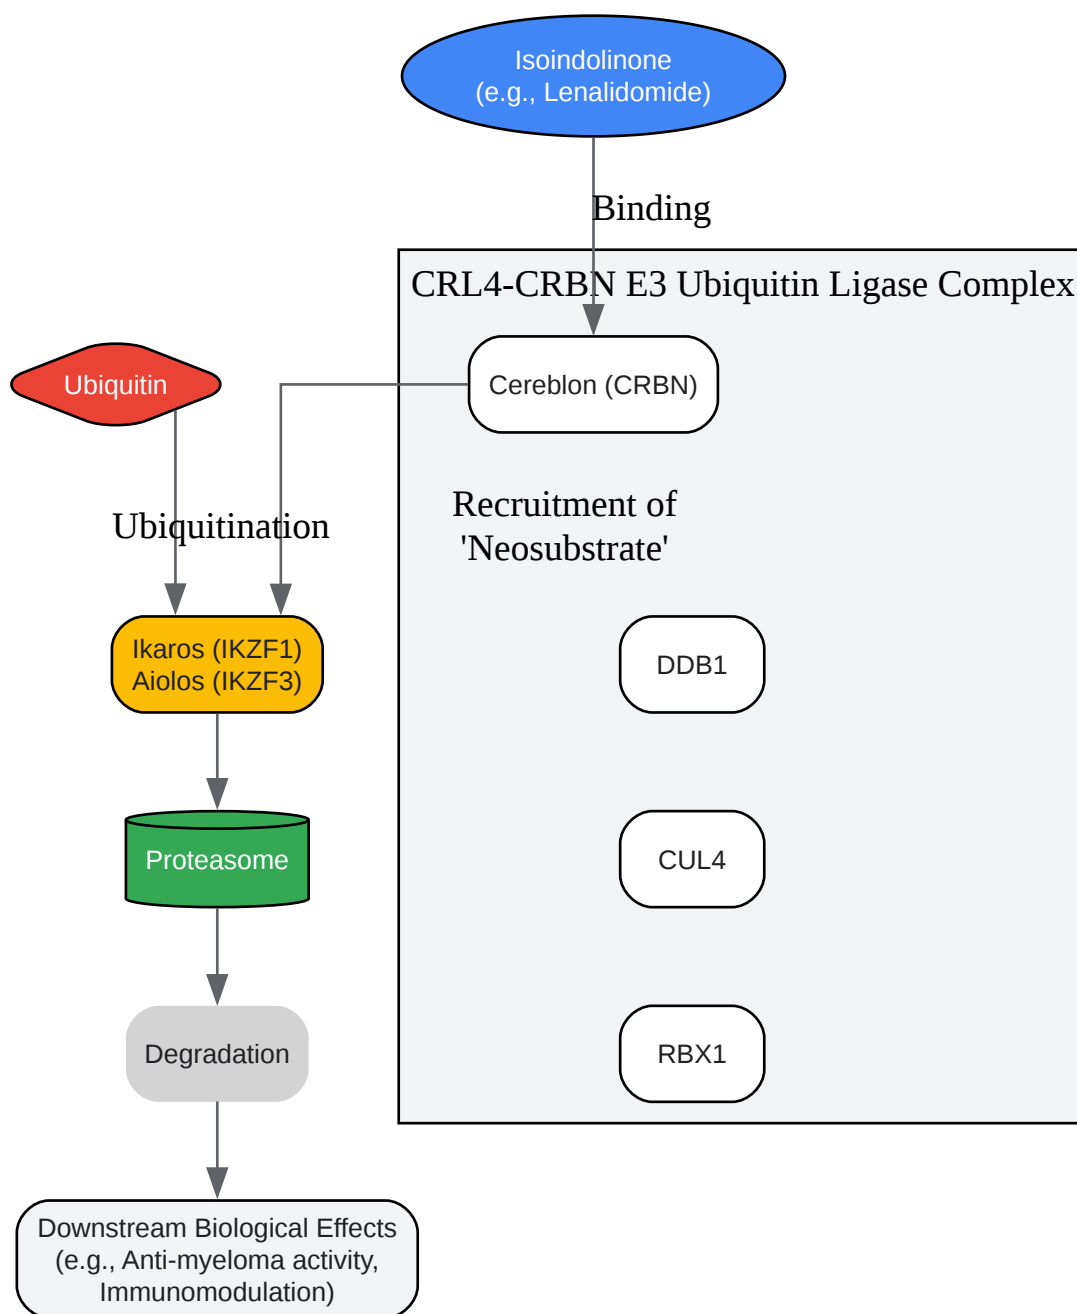 Isoindolinone
(e.g., Lenalidomide)
Binding
CRL4-CRBN E3 Ubiquitin Ligase Complex
Ubiquitin
Cereblon (CRBN)
Recruitment of
'Neosubstrate'
Ubiquitination
Ikaros (IKZF1)
Aiolos (IKZF3)
DDB1
Proteasome
CUL4
Degradation
RBX1
Downstream Biological Effects
(e.g., Anti-myeloma activity,
Immunomodulation)